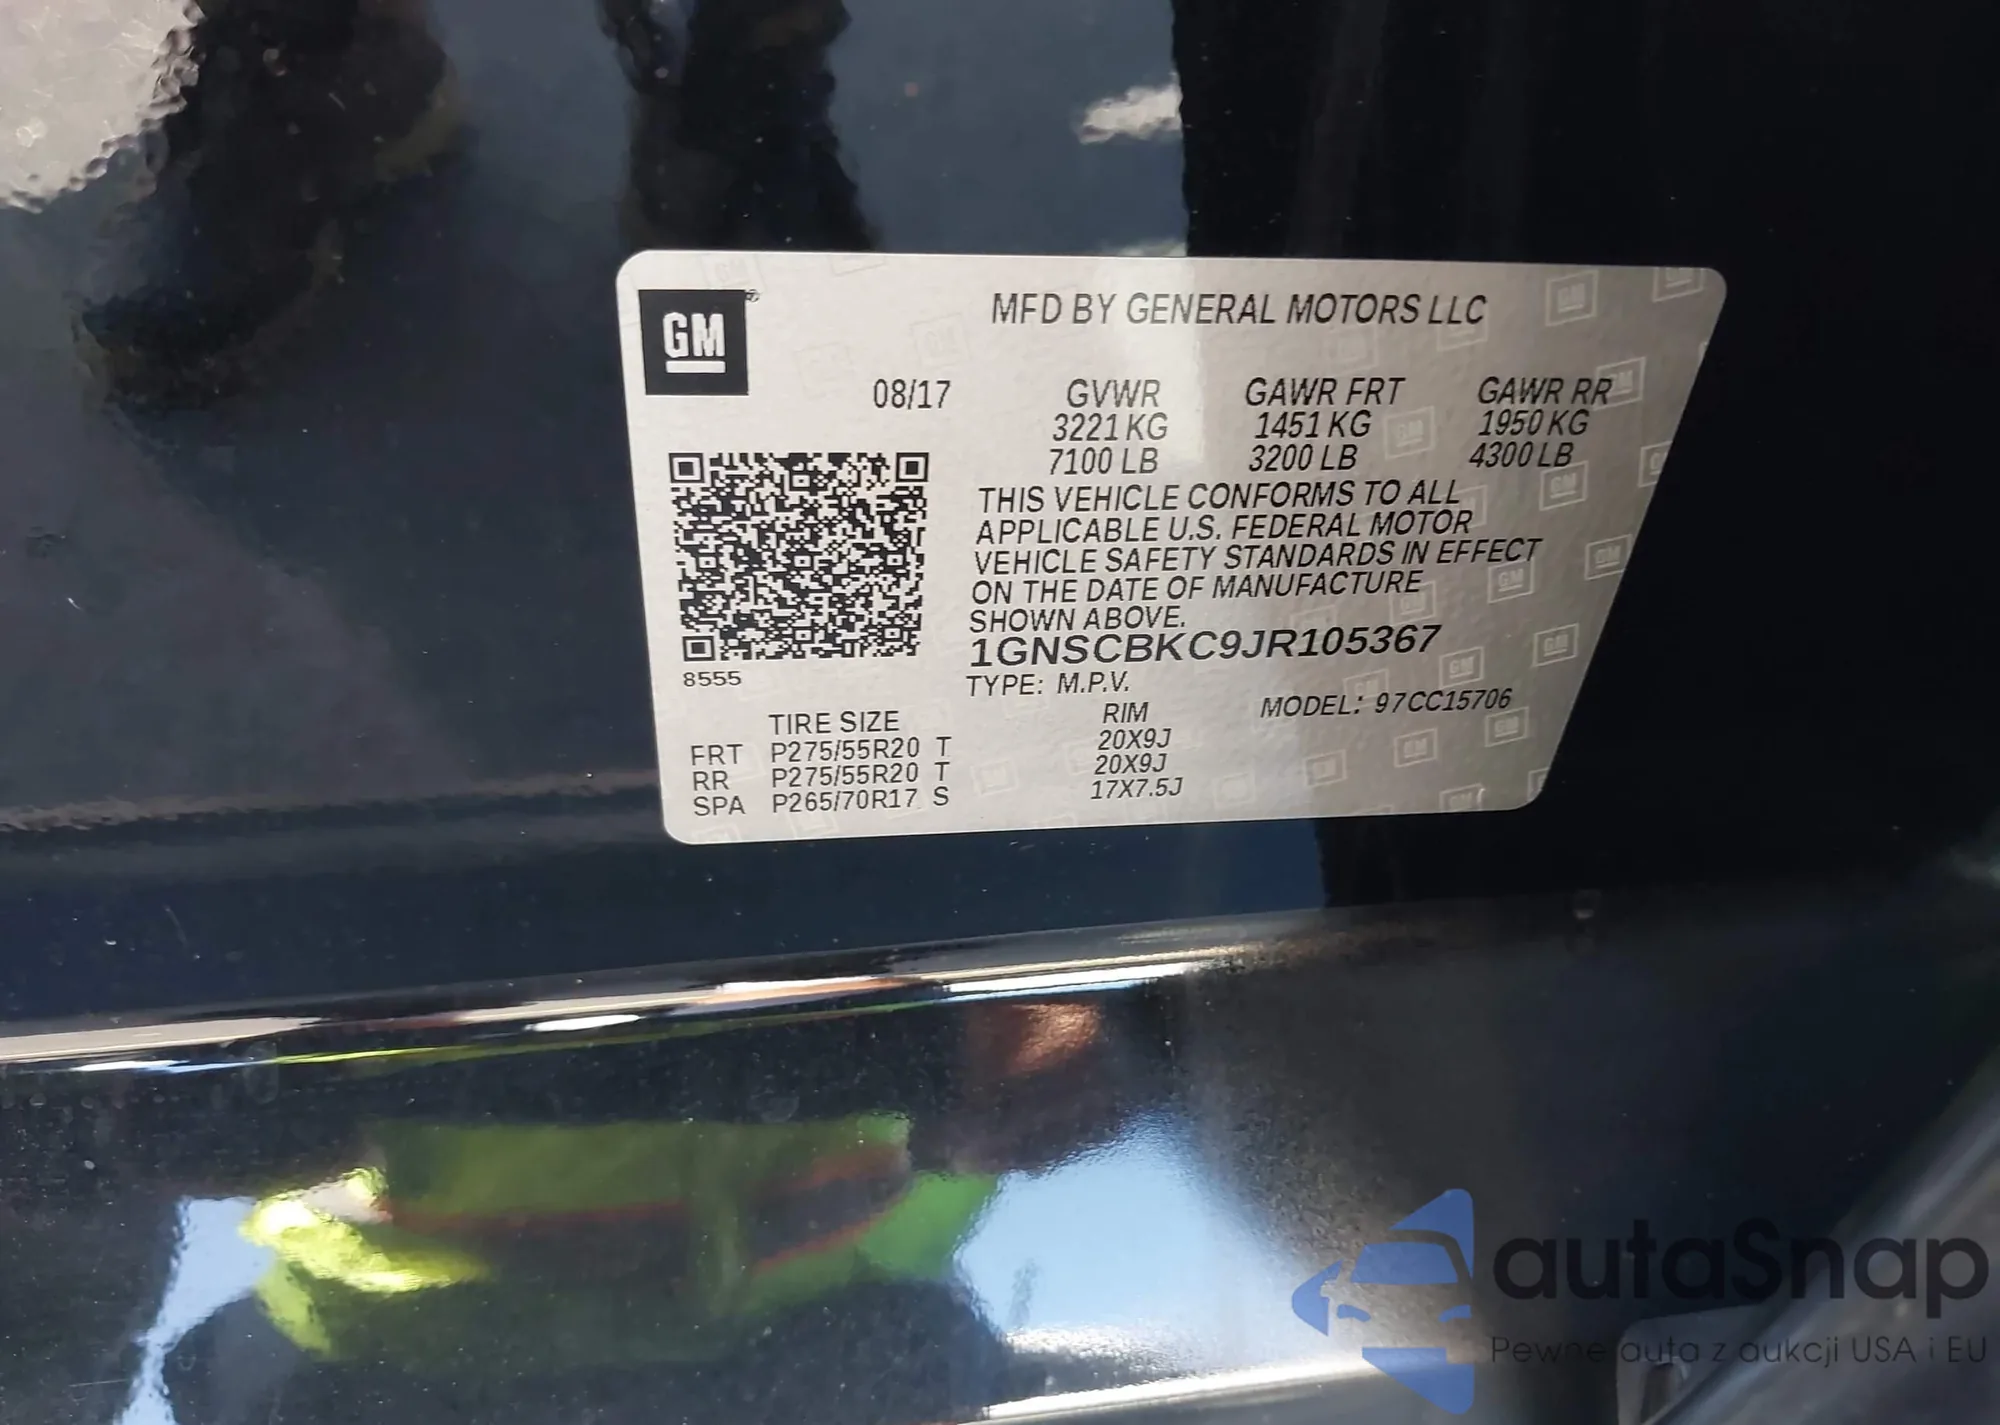 GM
MFD BY GENERAL MOTORS LLC
08/17 GVWR GAWR FRT GAWR RR
3221 KG 1451 KG 1950 KG
7100 LB 3200 LB 4300 LB
THIS VEHICLE CONFORMS TO ALL
APPLICABLE U.S. FEDERAL MOTOR
VEHICLE SAFETY STANDARDS IN EFFECT
ON THE DATE OF MANUFACTURE
SHOWN ABOVE.
1GNSCBKC9JR105367
8555
TYPE: M.P.V.
MODEL: 97CC15706
TIRE SIZE RIM
FRT P275/55R20 T 20X9J
RR P275/55R20 T 20X9J
SPA P265/70R17 S 17X7.5J
autaSnap
Pewne auta z aukcji USA i EU